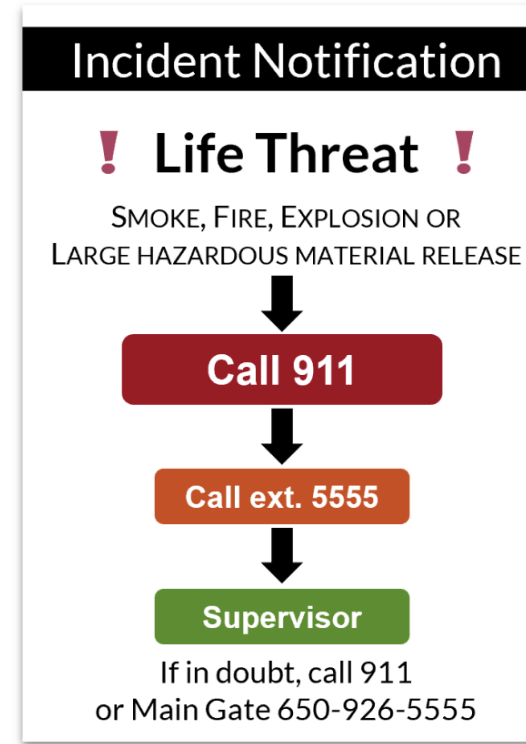 Incident Notification
! Life Threat !
SMOKE, FIRE, EXPLOSION OR
LARGE HAZARDOUS MATERIAL RELEASE
Call 911
Call ext. 5555
Supervisor
If in doubt, call 911
or Main Gate 650-926-5555